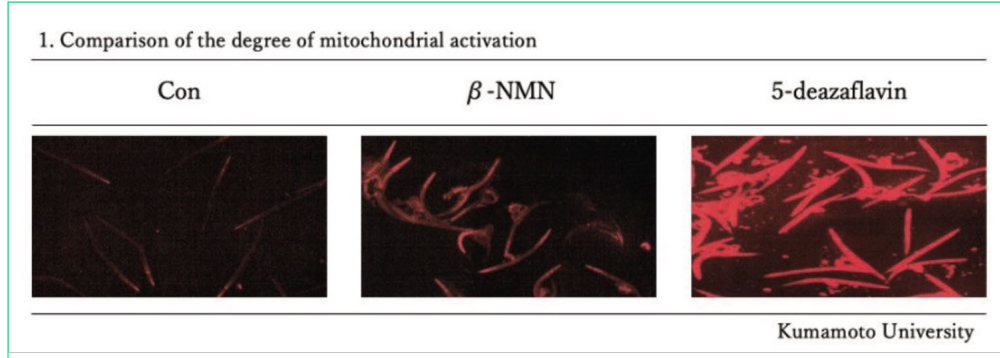 1. Comparison of the degree of mitochondrial activation
Con β-NMN 5-deazaflavin
Kumamoto University